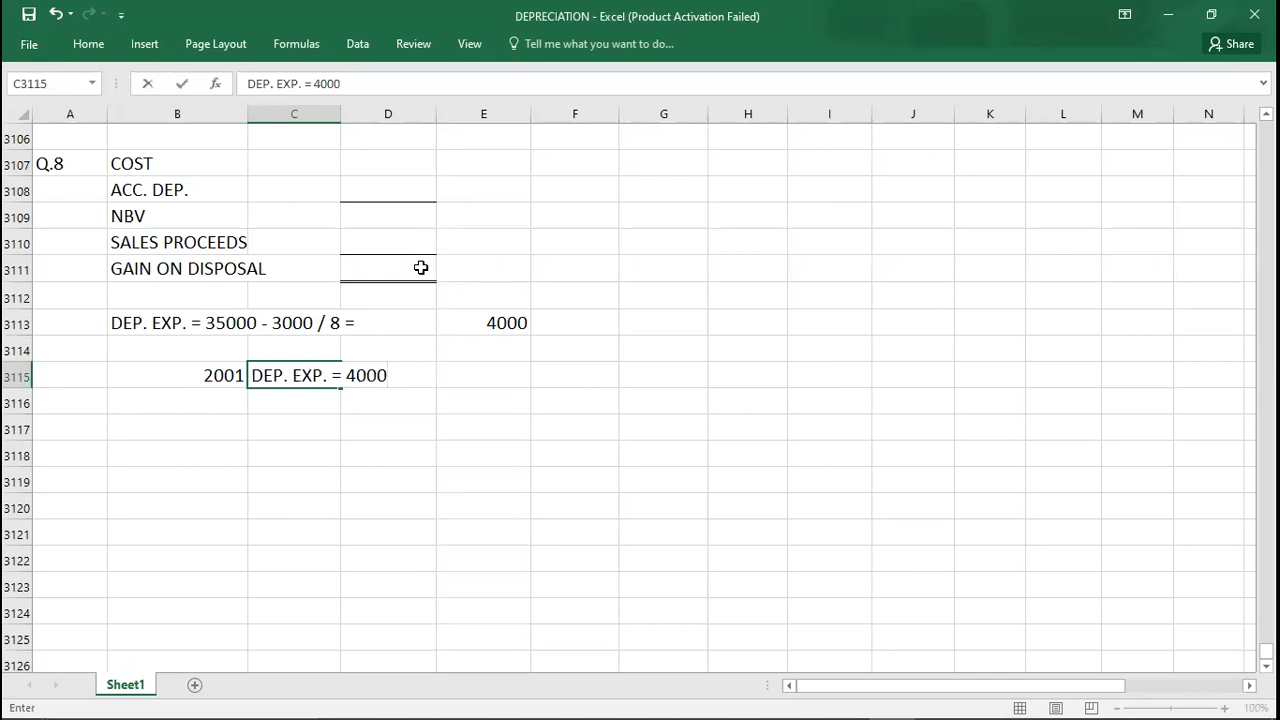 DEPRECIATION - Excel (Product Activation Failed)
File Home Insert Page Layout Formulas Data Review View Tell me what you want to do... Share
C3115 fx DEP. EXP. = 4000
A B C D E F G H I J K L M N
3106
3107 Q.8 COST
3108 ACC. DEP.
3109 NBV
3110 SALES PROCEEDS
3111 GAIN ON DISPOSAL
3112
3113 DEP. EXP. = 35000 - 3000 / 8 = 4000
3114
3115 2001 DEP. EXP. = 4000
3116
3117
3118
3119
3120
3121
3122
3123
3124
3125
3126
Sheet1
Enter 100%